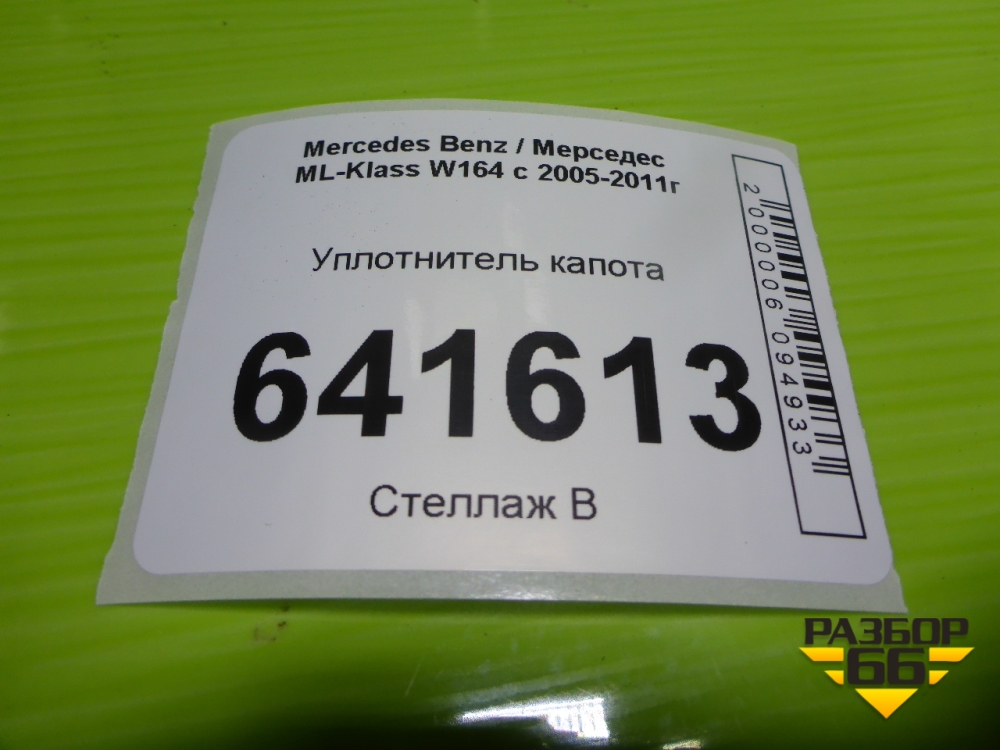 Mercedes Benz / Мерседес
ML-Klass W164 с 2005-2011г
Уплотнитель капота
641613
Стеллаж В
2000006094933
РАЗБОР
66